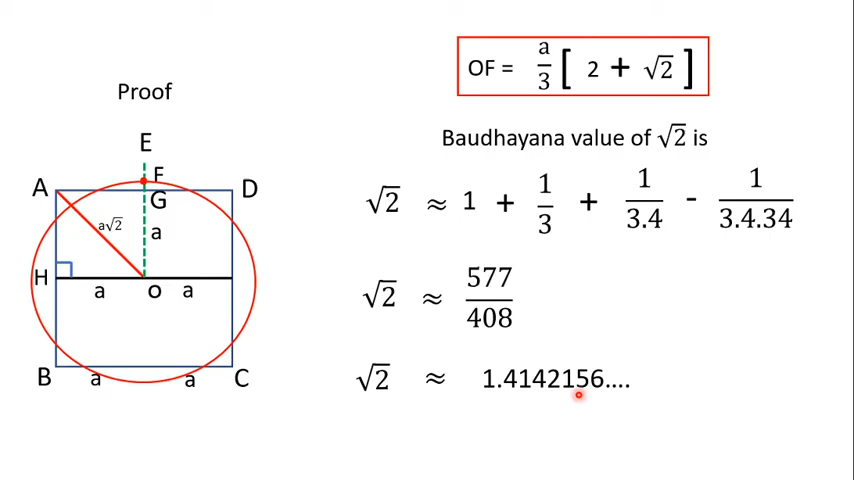 OF = a/3 [ 2 + √2 ]
Proof
Baudhayana value of √2 is
E
F
A
D
G
√2 ≈ 1 + 1/3 + 1/3.4 - 1/3.4.34
a√2
a
H
a
O
a
√2 ≈ 577/408
B
a
a
C
√2 ≈ 1.4142156....